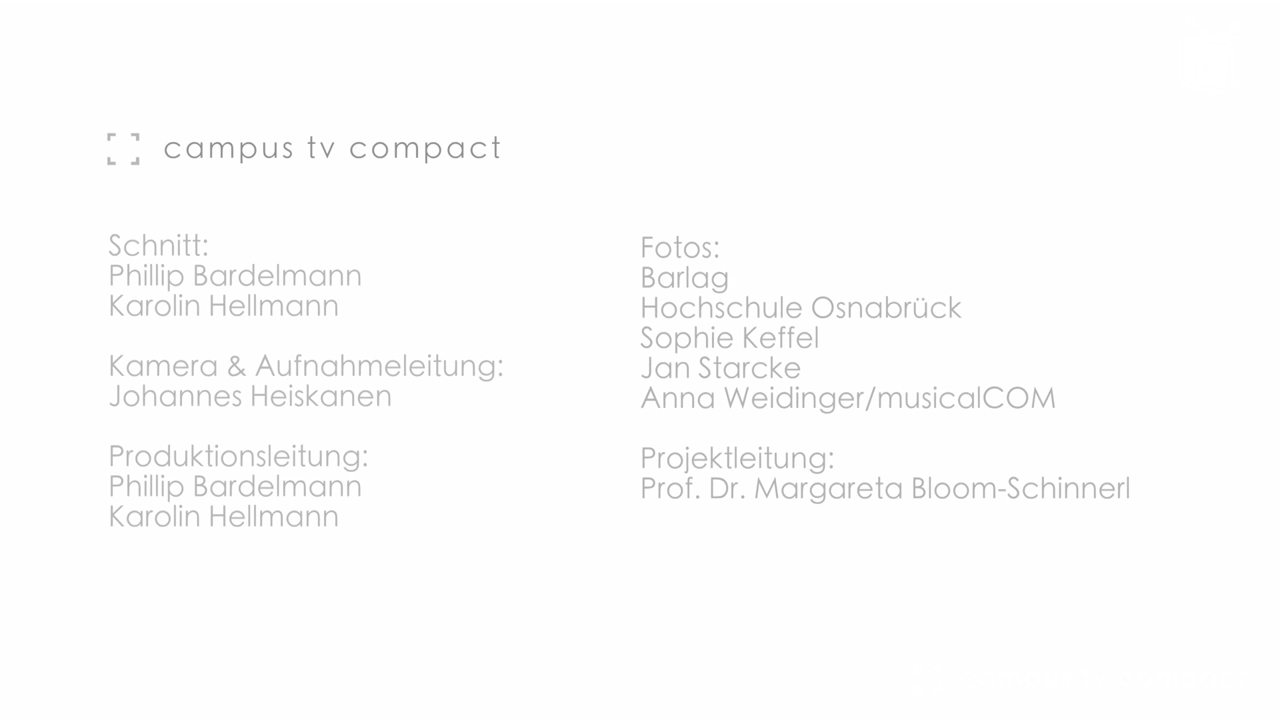 campus tv compact
Schnitt:
Phillip Bardelmann
Karolin Hellmann
Kamera & Aufnahmeleitung:
Johannes Heiskanen
Produktionsleitung:
Phillip Bardelmann
Karolin Hellmann
Fotos:
Barlag
Hochschule Osnabrück
Sophie Keffel
Jan Starcke
Anna Weidinger/musicalCOM
Projektleitung:
Prof. Dr. Margareta Bloom-Schinnerl